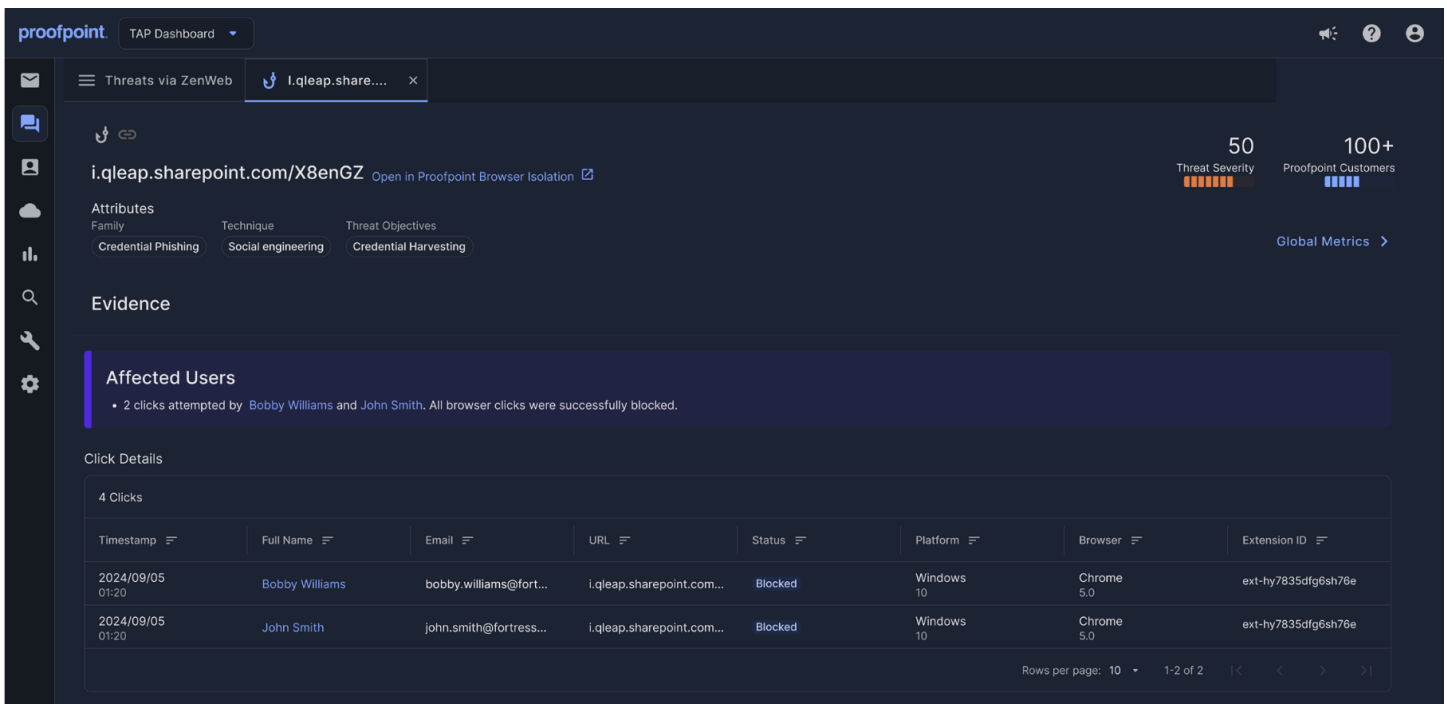 proofpoint. TAP Dashboard
Threats via ZenWeb I.qleap.share....
i.qleap.sharepoint.com/X8enGZ Open in Proofpoint Browser Isolation
50 100+
Threat Severity Proofpoint Customers
Attributes
Family Technique Threat Objectives
Credential Phishing Social engineering Credential Harvesting
Global Metrics
Evidence
Affected Users
• 2 clicks attempted by Bobby Williams and John Smith. All browser clicks were successfully blocked.
Click Details
4 Clicks
Timestamp Full Name Email URL Status Platform Browser Extension ID
2024/09/05 Bobby Williams bobby.williams@fort... i.qleap.sharepoint.com... Blocked Windows Chrome ext-hy7835dfg6sh76e
01:20 10 5.0
2024/09/05 John Smith john.smith@fortress... i.qleap.sharepoint.com... Blocked Windows Chrome ext-hy7835dfg6sh76e
01:20 10 5.0
Rows per page: 10 1-2 of 2